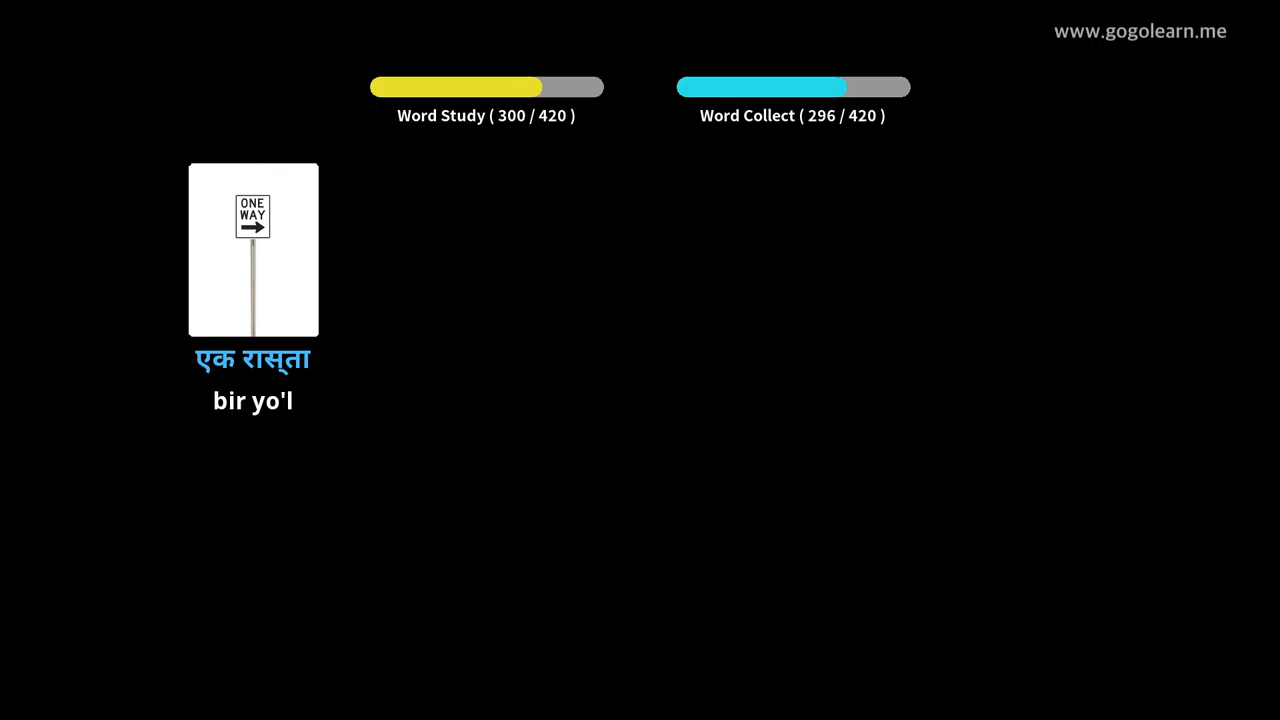 www.gogolearn.me
Word Study ( 300 / 420 )
Word Collect ( 296 / 420 )
ONE
WAY
एक रास्ता
bir yo'l